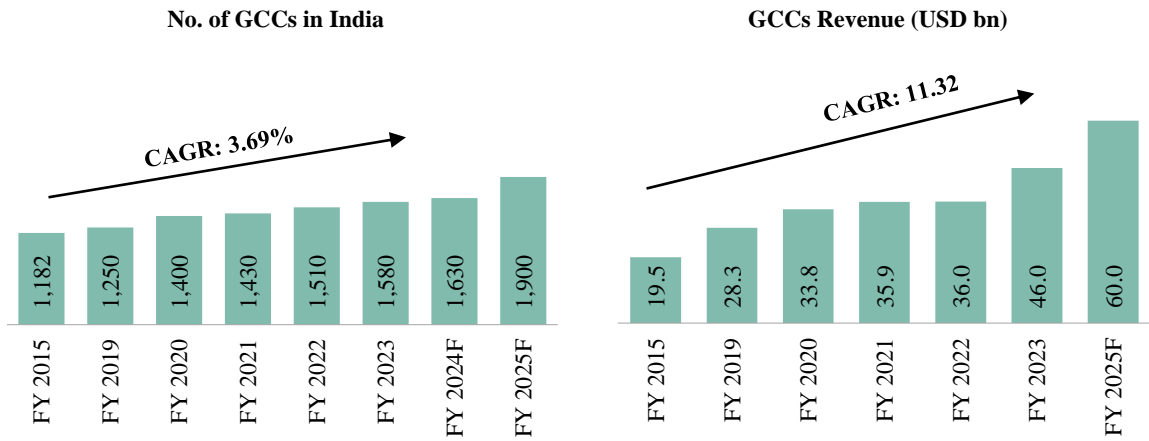 No. of GCCs in India
CAGR: 3.69%
1,182
1,250
1,400
1,430
1,510
1,580
1,630
1,900
FY 2015
FY 2019
FY 2020
FY 2021
FY 2022
FY 2023
FY 2024F
FY 2025F
GCCs Revenue (USD bn)
CAGR: 11.32
19.5
28.3
33.8
35.9
36.0
46.0
60.0
FY 2015
FY 2019
FY 2020
FY 2021
FY 2022
FY 2023
FY 2025F